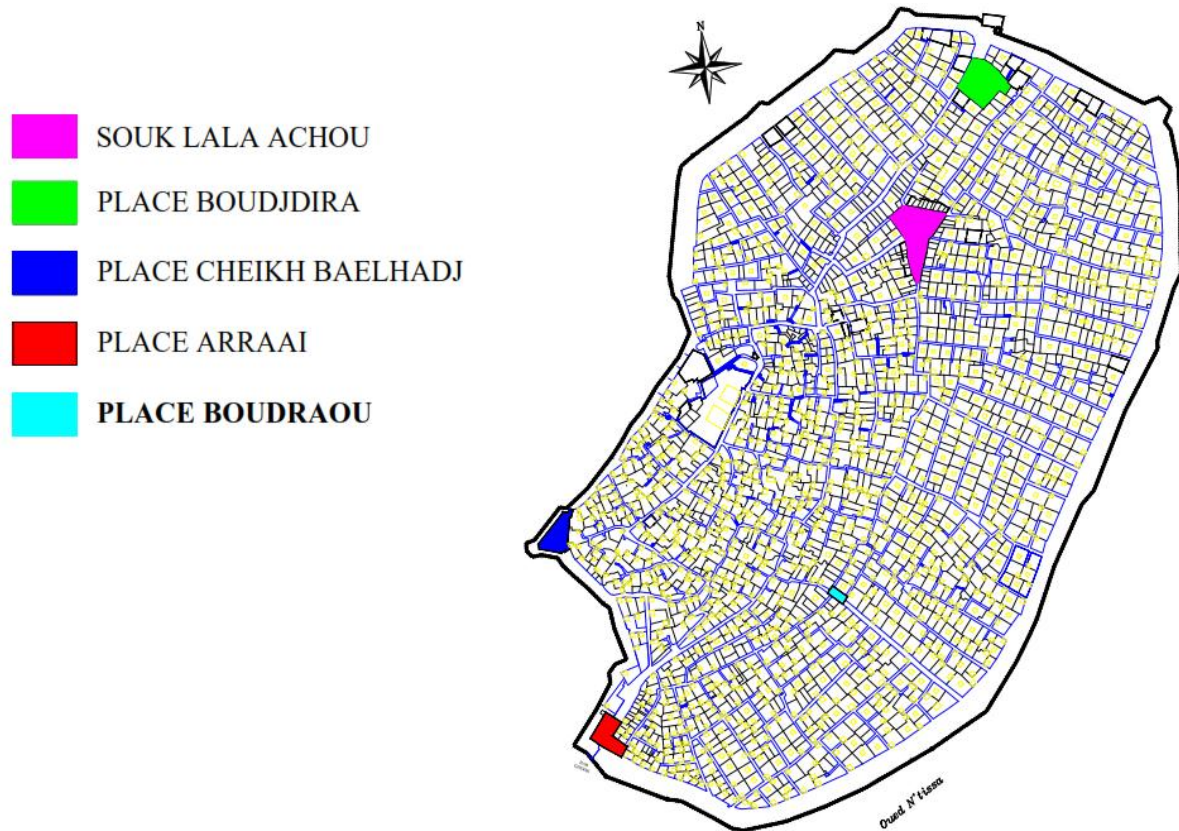 N
SOUK LALA ACHOU
PLACE BOUDJDIRA
PLACE CHEIKH BAELHADJ
PLACE ARRAAI
PLACE BOUDRAOU
Oued N'tissa